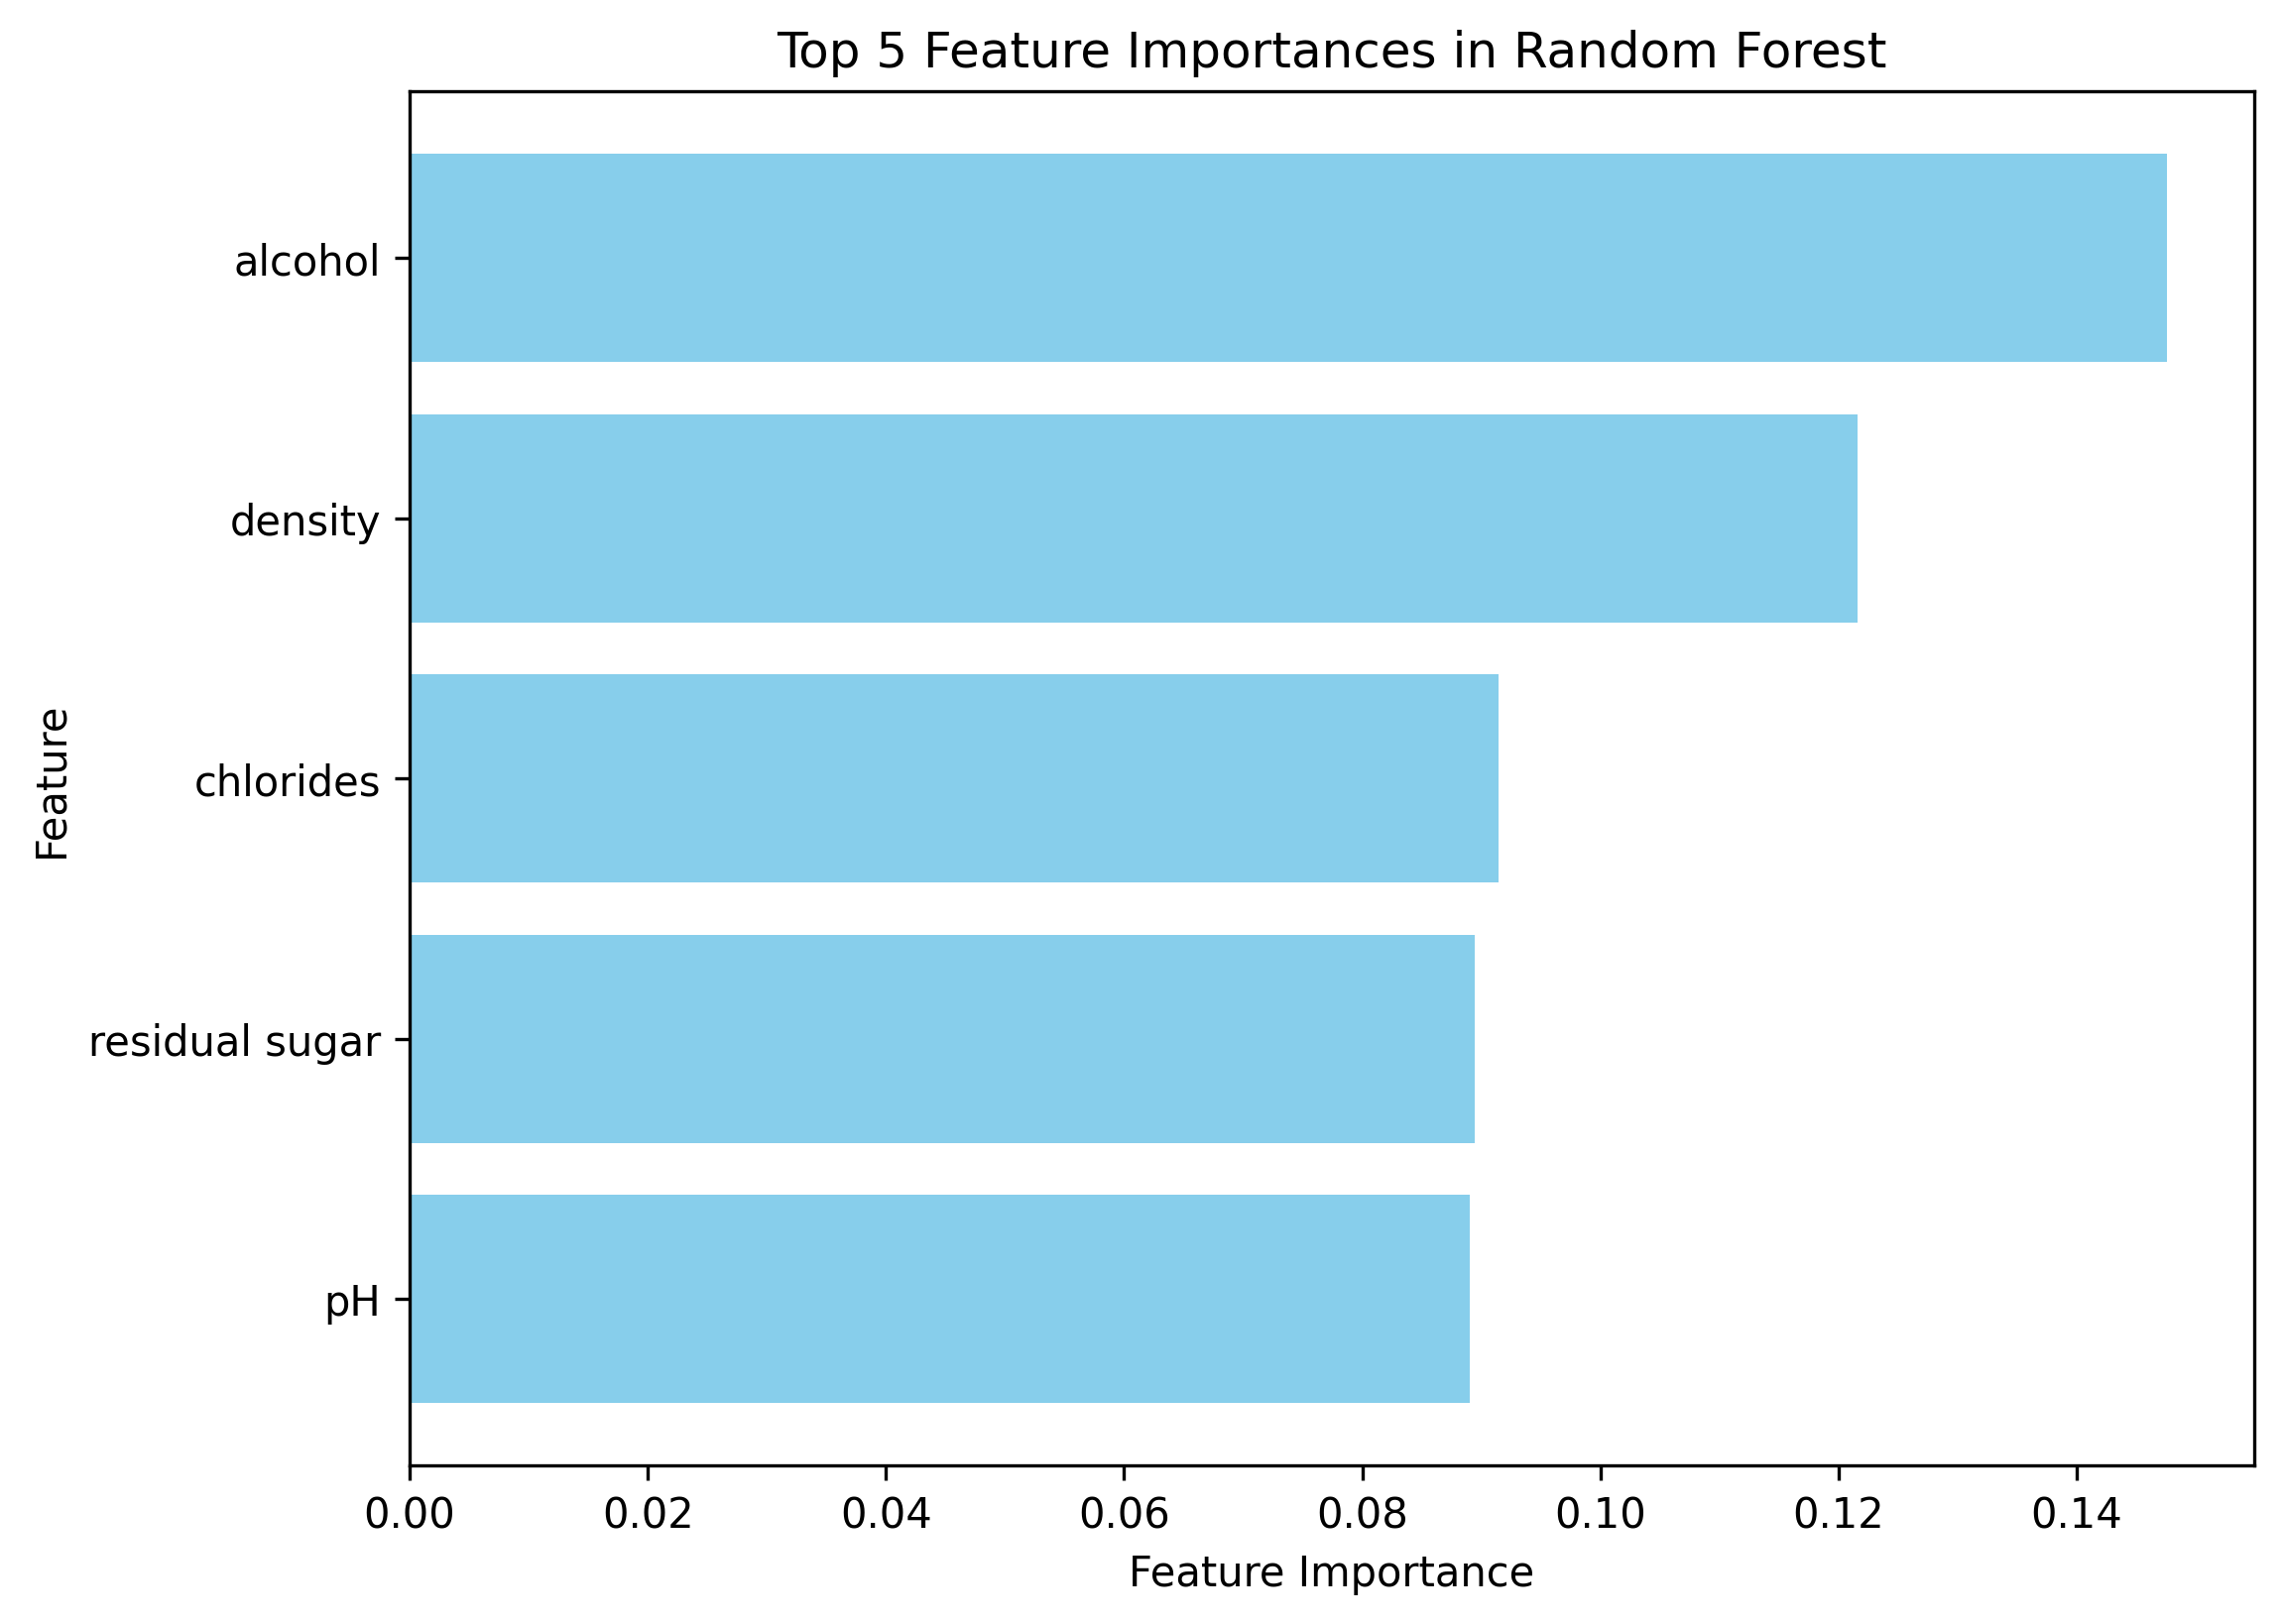 Top 5 Feature Importances in Random Forest
alcohol
density
chlorides
residual sugar
pH
Feature
0.00 0.02 0.04 0.06 0.08 0.10 0.12 0.14
Feature Importance